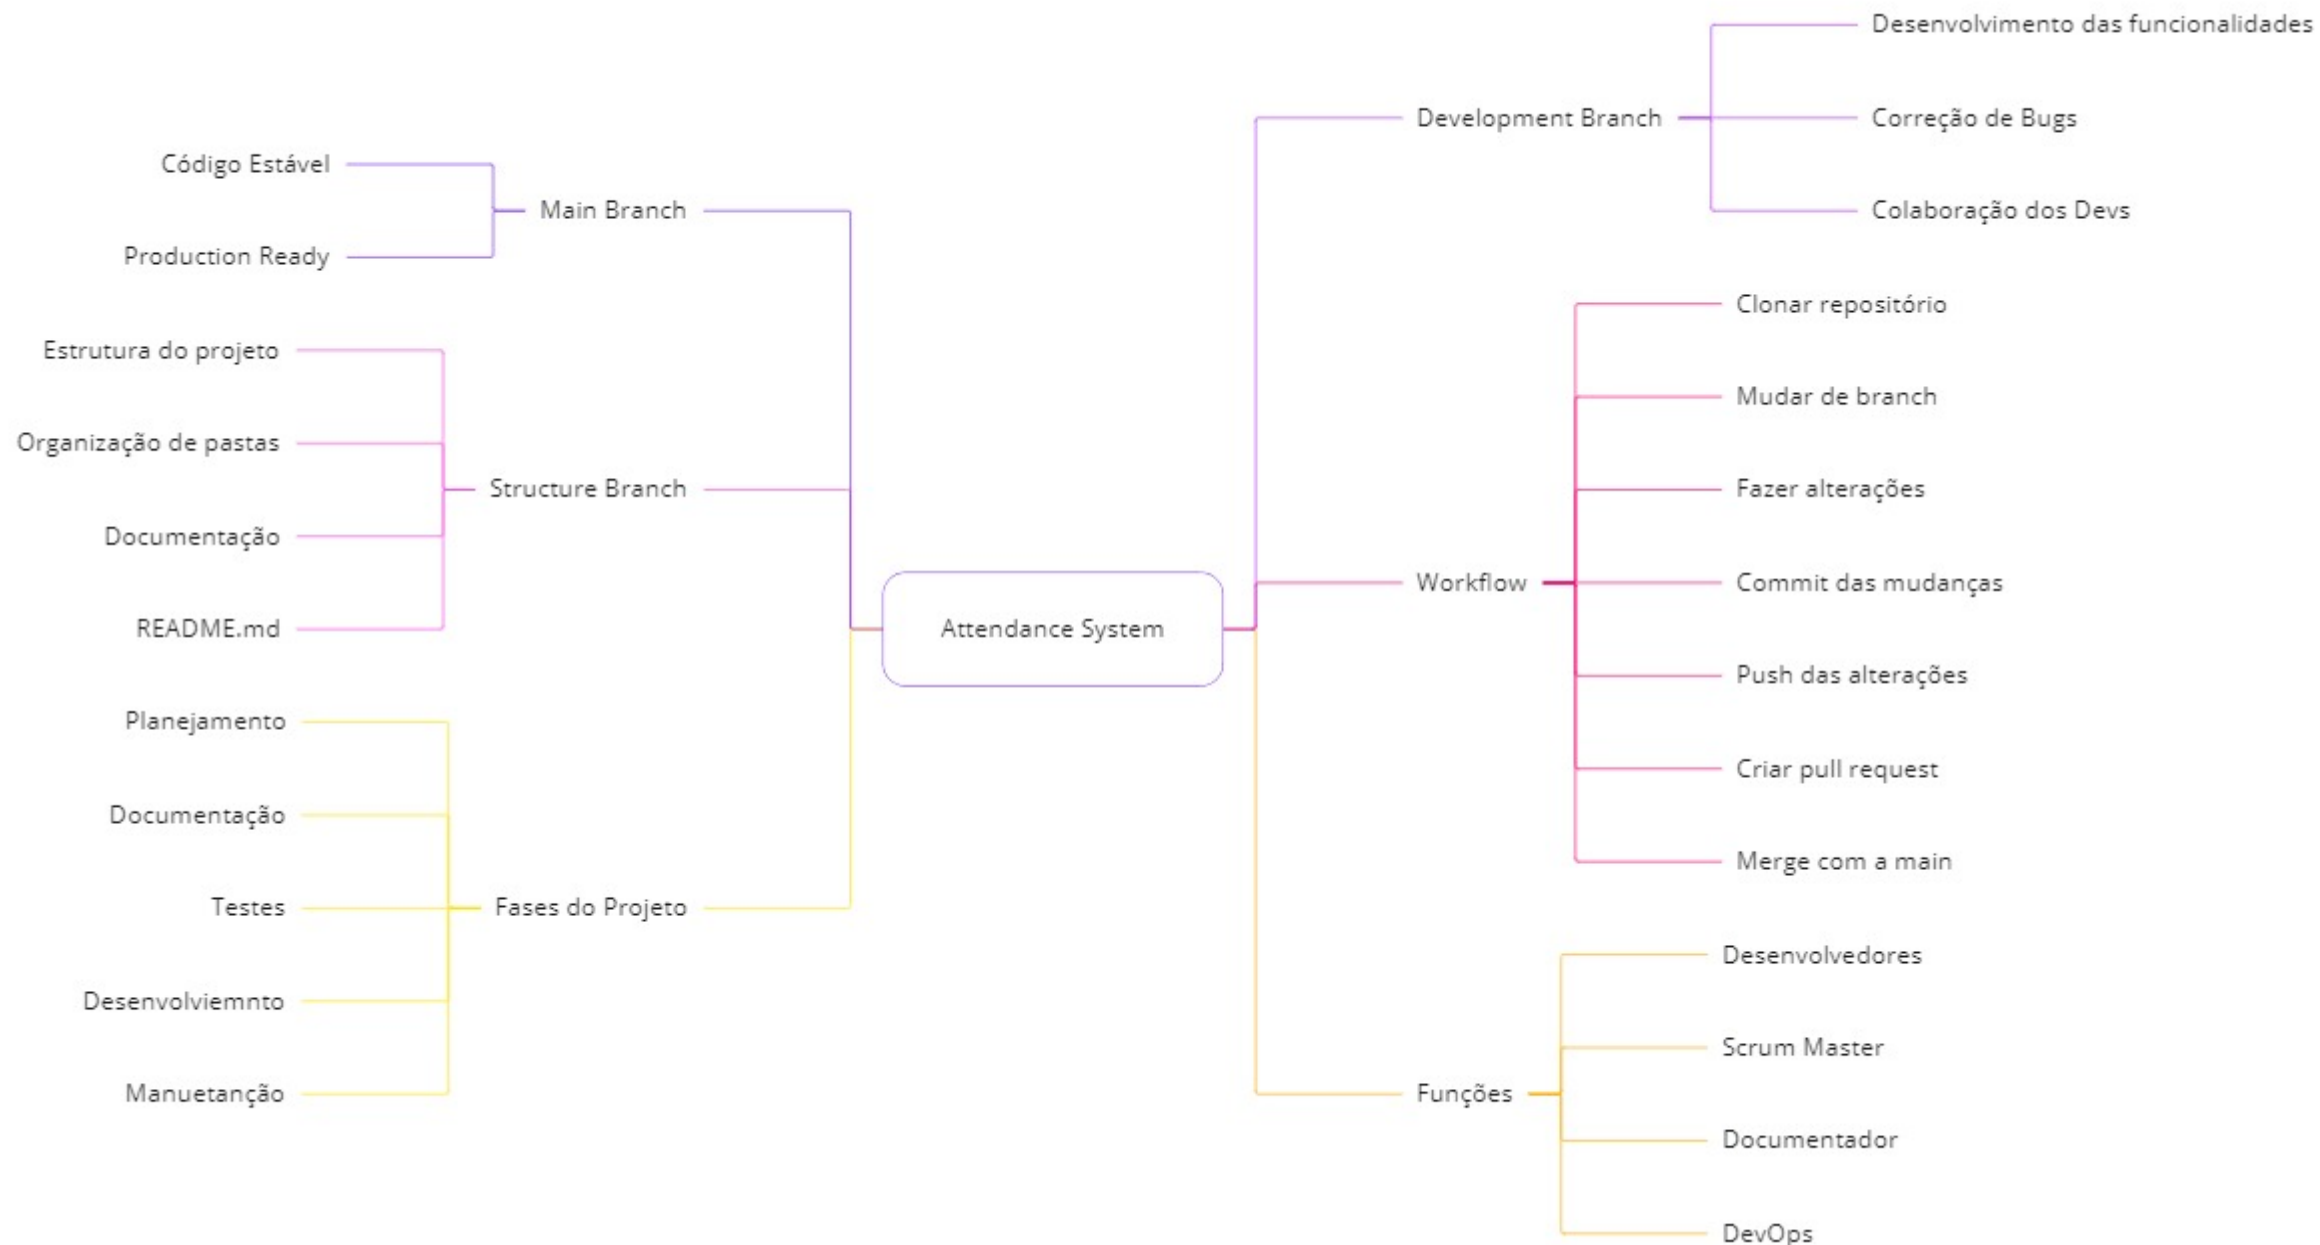 Attendance System
Main Branch
Código Estável
Production Ready
Structure Branch
Estrutura do projeto
Organização de pastas
Documentação
README.md
Fases do Projeto
Planejamento
Documentação
Testes
Desenvolviemnto
Manuetanção
Development Branch
Desenvolvimento das funcionalidades
Correção de Bugs
Colaboração dos Devs
Workflow
Clonar repositório
Mudar de branch
Fazer alterações
Commit das mudanças
Push das alterações
Criar pull request
Merge com a main
Funções
Desenvolvedores
Scrum Master
Documentador
DevOps